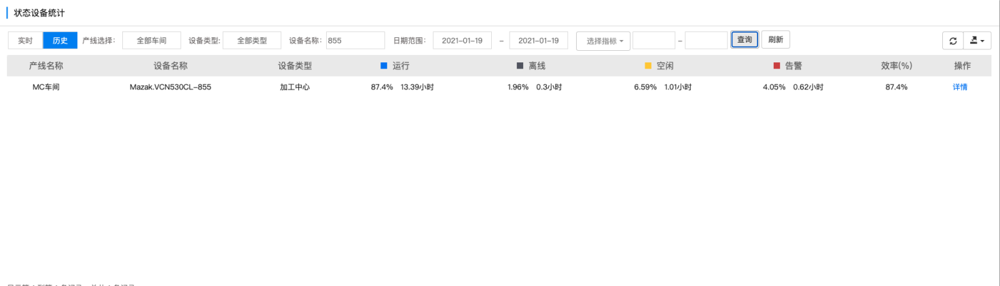 状态设备统计
实时 历史 产线选择： 全部车间 设备类型: 全部类型 设备名称: 855 日期范围: 2021-01-19 - 2021-01-19 选择指标 - 查询 刷新
产线名称 设备名称 设备类型 运行 离线 空闲 告警 效率(%) 操作
MC车间 Mazak.VCN530CL-855 加工中心 87.4% 13.39小时 1.96% 0.3小时 6.59% 1.01小时 4.05% 0.62小时 87.4% 详情